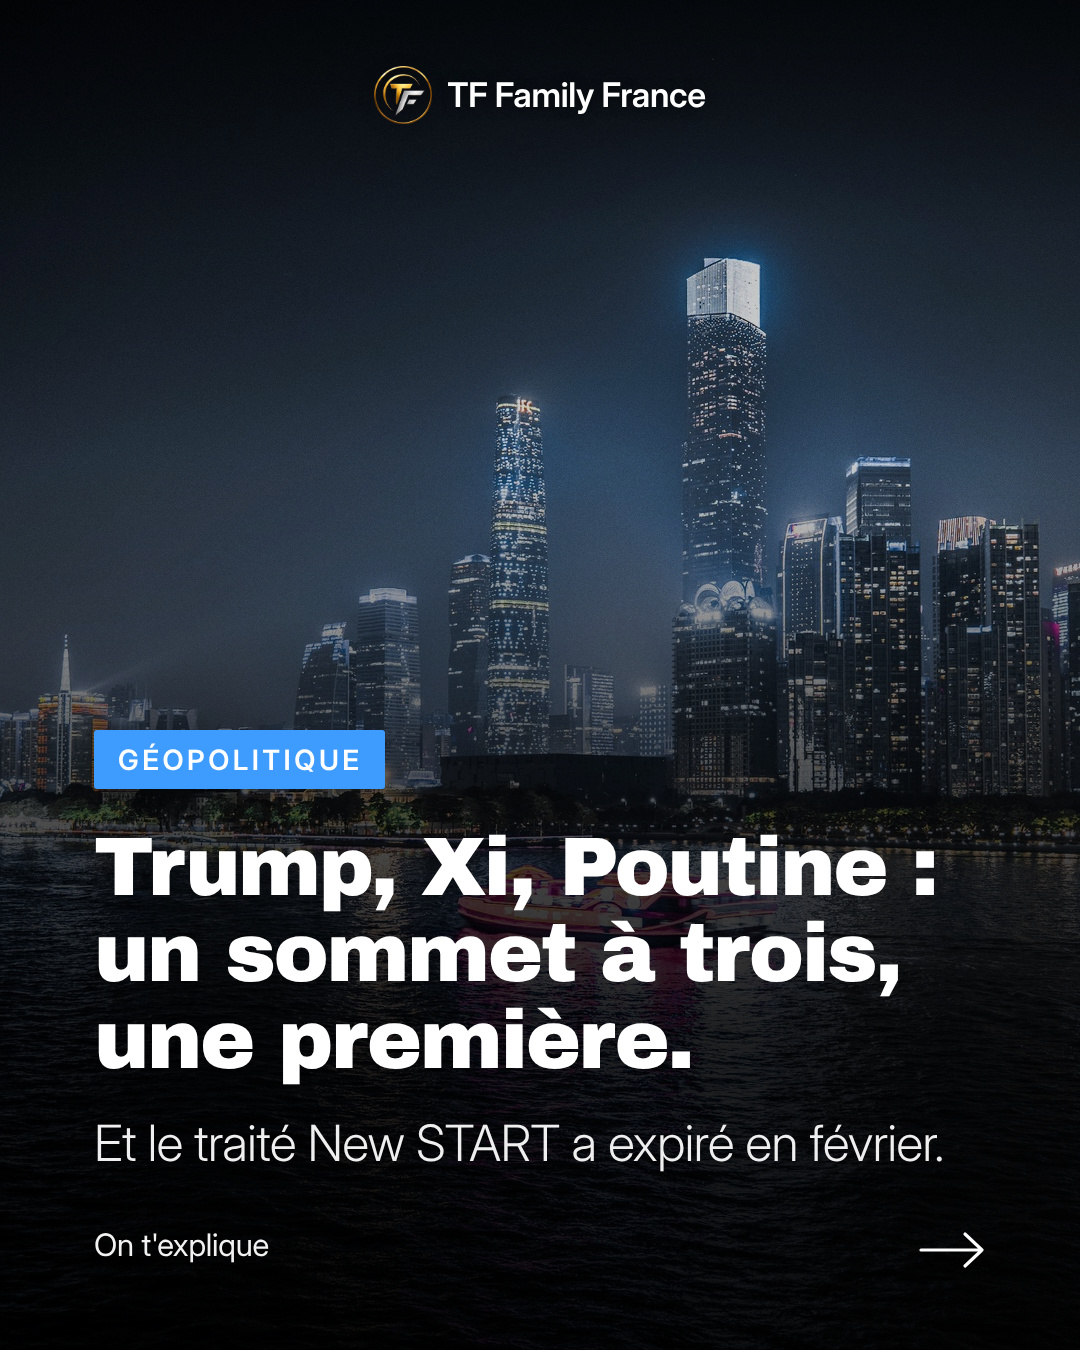 TF Family France
IFC
GÉOPOLITIQUE
Trump, Xi, Poutine :
un sommet à trois,
une première.
Et le traité New START a expiré en février.
On t'explique